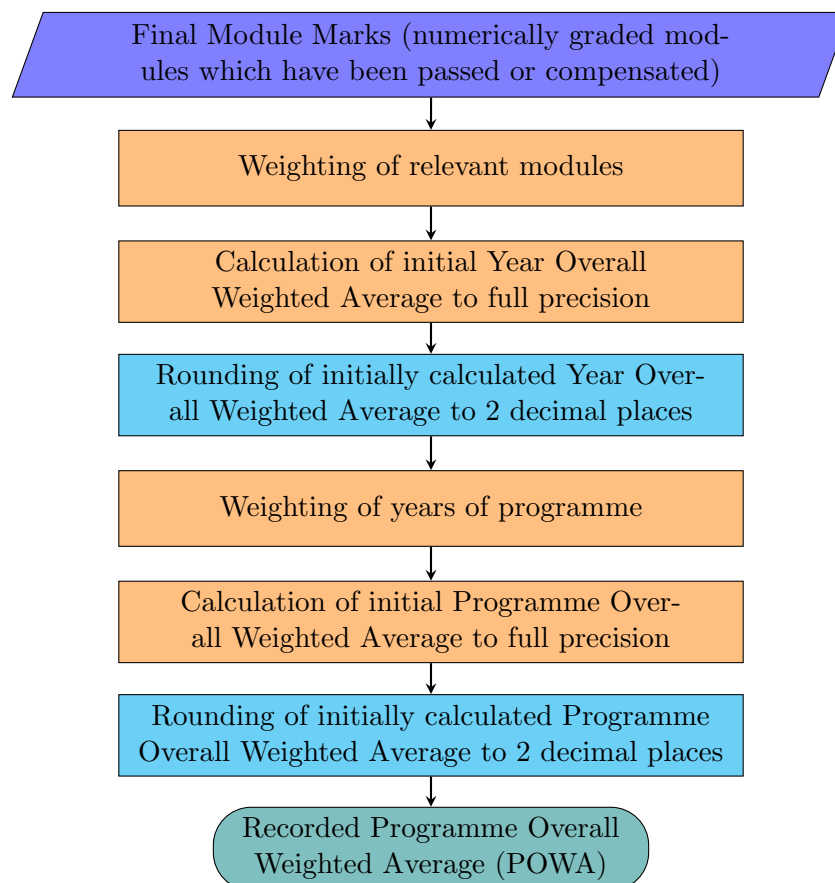 Final Module Marks (numerically graded mod-
ules which have been passed or compensated)
Weighting of relevant modules
Calculation of initial Year Overall
Weighted Average to full precision
Rounding of initially calculated Year Over-
all Weighted Average to 2 decimal places
Weighting of years of programme
Calculation of initial Programme Over-
all Weighted Average to full precision
Rounding of initially calculated Programme
Overall Weighted Average to 2 decimal places
Recorded Programme Overall
Weighted Average (POWA)